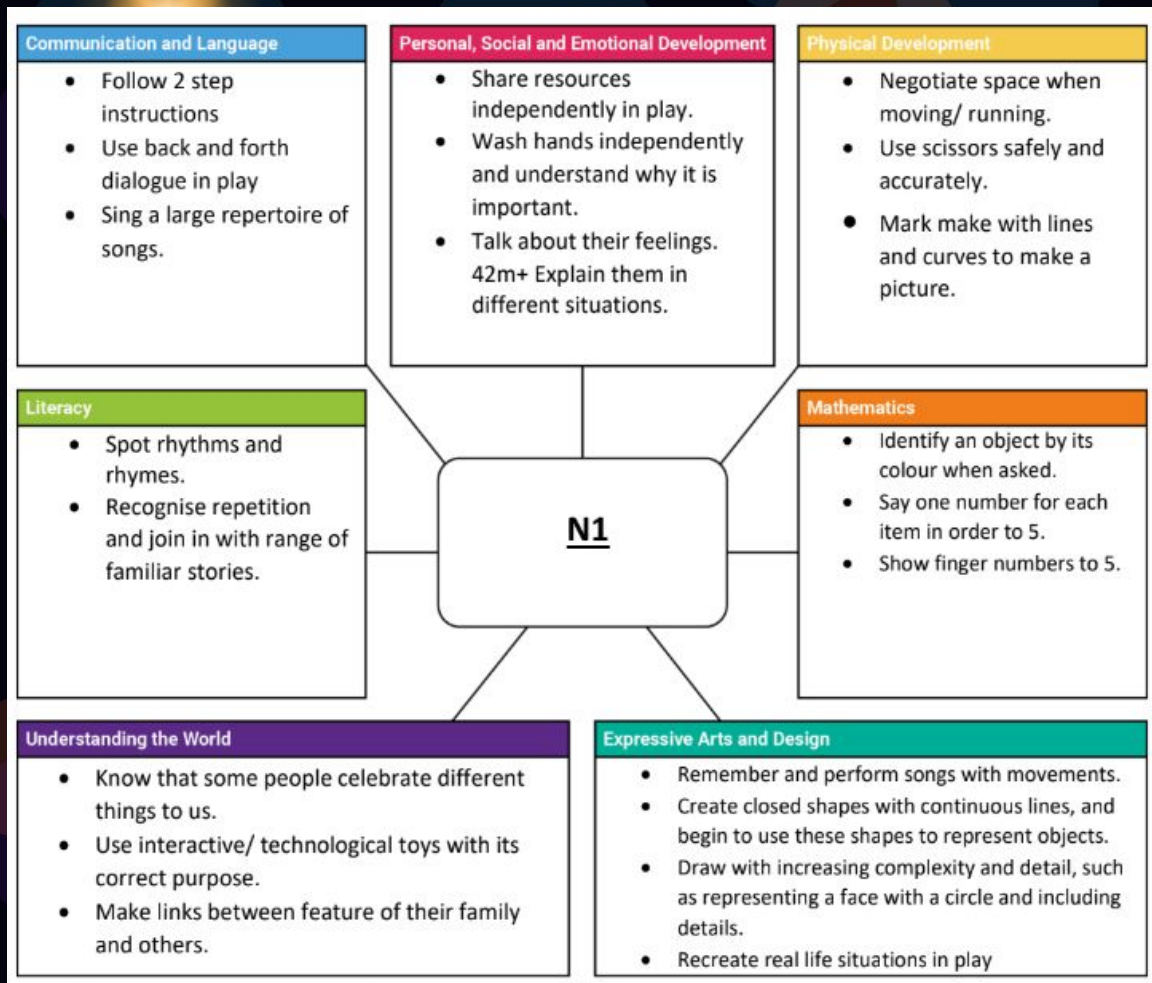 Communication and Language
• Follow 2 step
instructions
• Use back and forth
dialogue in play
• Sing a large repertoire of
songs.
Personal, Social and Emotional Development
• Share resources
independently in play.
• Wash hands independently
and understand why it is
important.
• Talk about their feelings.
42m+ Explain them in
different situations.
Physical Development
• Negotiate space when
moving/ running.
• Use scissors safely and
accurately.
• Mark make with lines
and curves to make a
picture.
Literacy
• Spot rhythms and
rhymes.
• Recognise repetition
and join in with range of
familiar stories.
N1
Mathematics
• Identify an object by its
colour when asked.
• Say one number for each
item in order to 5.
• Show finger numbers to 5.
Understanding the World
• Know that some people celebrate different
things to us.
• Use interactive/ technological toys with its
correct purpose.
• Make links between feature of their family
and others.
Expressive Arts and Design
• Remember and perform songs with movements.
• Create closed shapes with continuous lines, and
begin to use these shapes to represent objects.
• Draw with increasing complexity and detail, such
as representing a face with a circle and including
details.
• Recreate real life situations in play